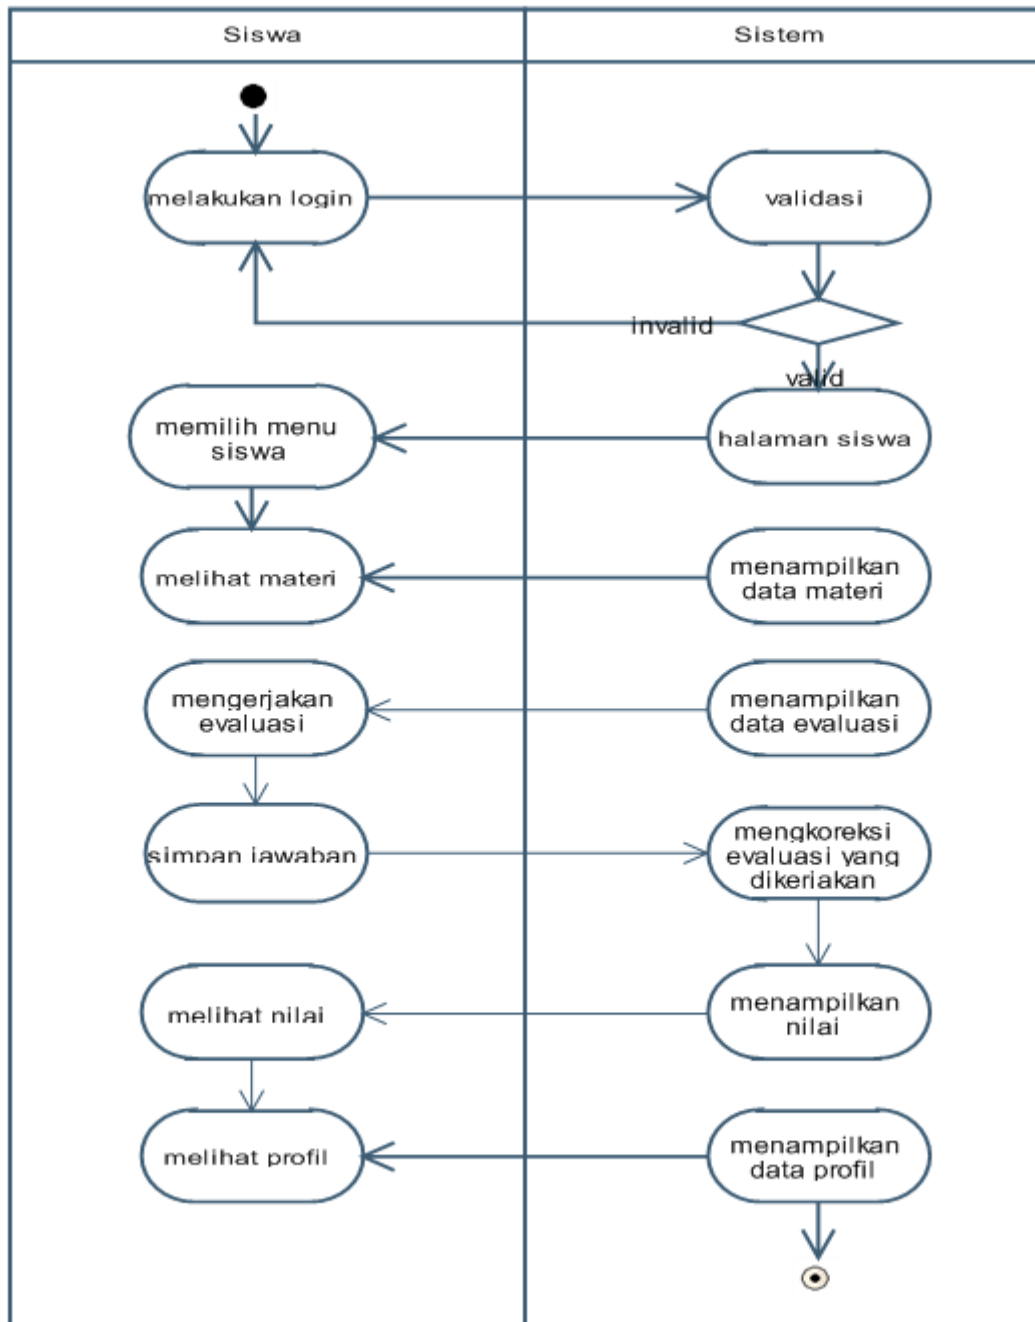 Siswa
Sistem
melakukan login
validasi
invalid
valid
memilih menu
siswa
halaman siswa
melihat materi
menampilkan
data materi
mengerjakan
evaluasi
menampilkan
data evaluasi
simpan jawaban
mengkoreksi
evaluasi yang
dikerjakan
melihat nilai
menampilkan
nilai
melihat profil
menampilkan
data profil